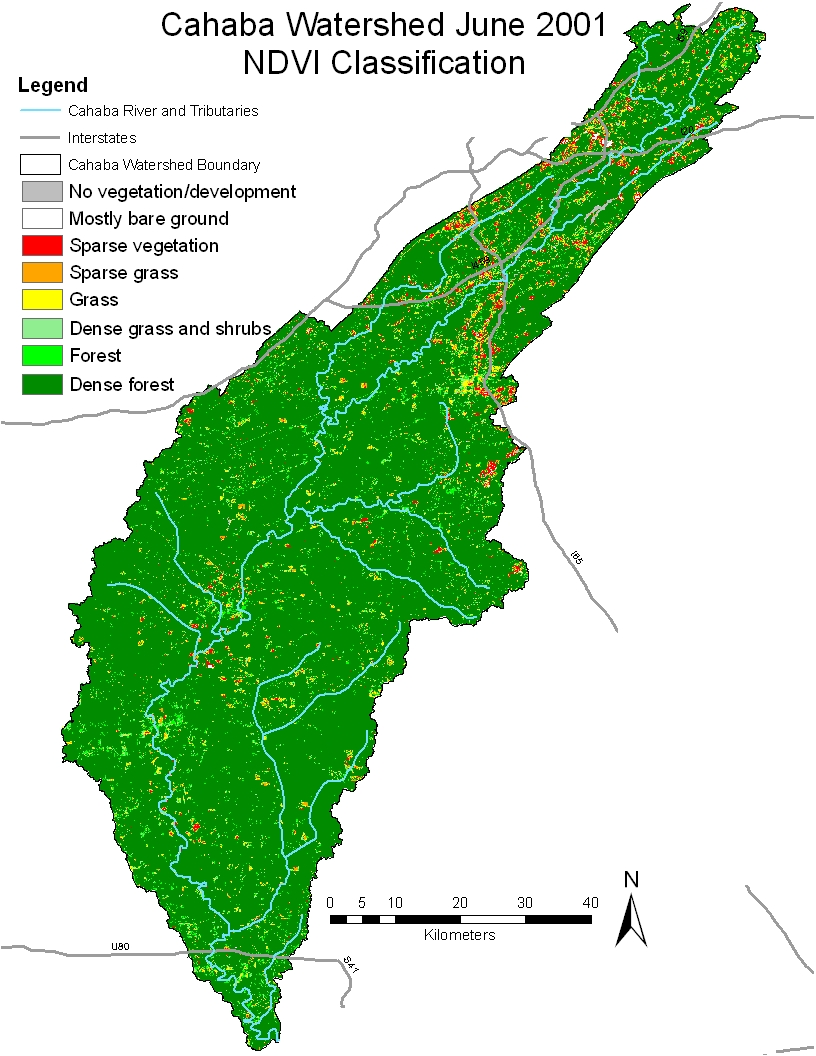 Cahaba Watershed June 2001
NDVI Classification
Legend
Cahaba River and Tributaries
Interstates
Cahaba Watershed Boundary
No vegetation/development
Mostly bare ground
Sparse vegetation
Sparse grass
Grass
Dense grass and shrubs
Forest
Dense forest
I65
N
0 5 10 20 30 40
Kilometers
U80
S41